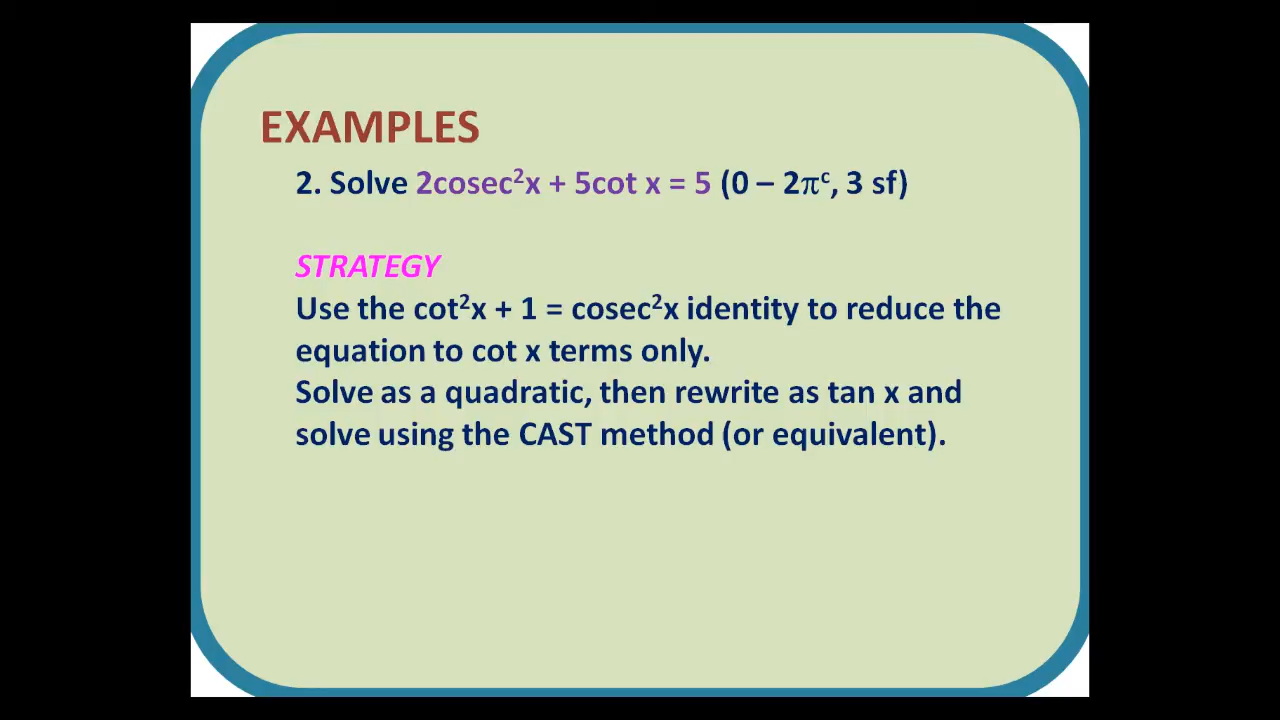 EXAMPLES
2. Solve 2cosec²x + 5cot x = 5 (0 – 2πᶜ, 3 sf)
STRATEGY
Use the cot²x + 1 = cosec²x identity to reduce the
equation to cot x terms only.
Solve as a quadratic, then rewrite as tan x and
solve using the CAST method (or equivalent).